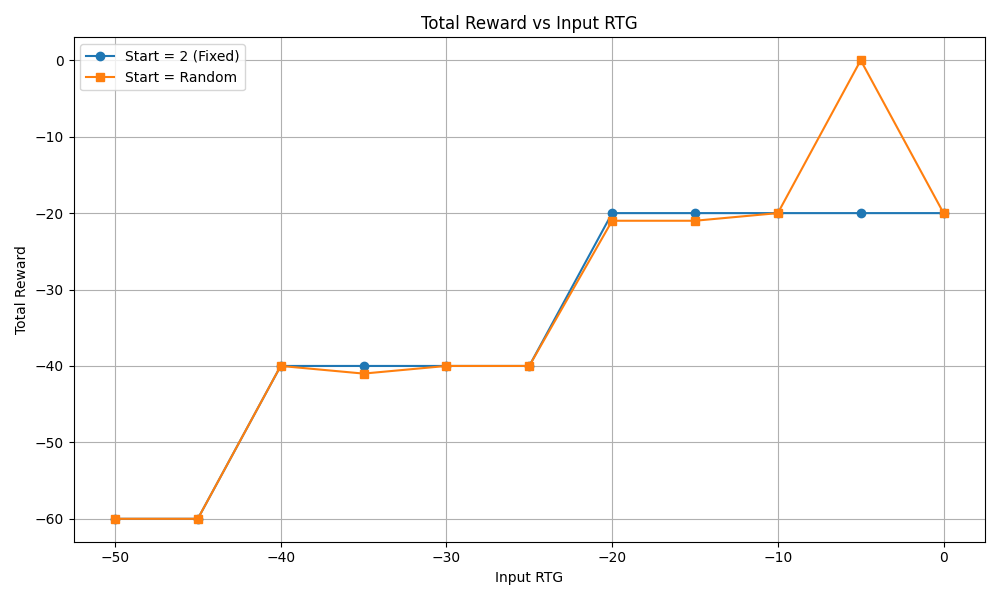 Total Reward vs Input RTG
Start = 2 (Fixed)
Start = Random
Total Reward
0
−10
−20
−30
−40
−50
−60
−50
−40
−30
−20
−10
0
Input RTG